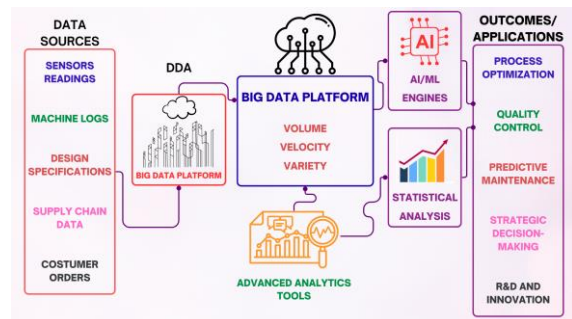 DATA
SOURCES
SENSORS
READINGS
MACHINE LOGS
DESIGN
SPECIFICATIONS
SUPPLY CHAIN
DATA
COSTUMER
ORDERS
DDA
BIG DATA PLATFORM
BIG DATA PLATFORM
VOLUME
VELOCITY
VARIETY
ADVANCED ANALYTICS
TOOLS
AI
AI/ML
ENGINES
STATISTICAL
ANALYSIS
OUTCOMES/
APPLICATIONS
PROCESS
OPTIMIZATION
QUALITY
CONTROL
PREDICTIVE
MAINTENANCE
STRATEGIC
DECISION-
MAKING
R&D AND
INNOVATION